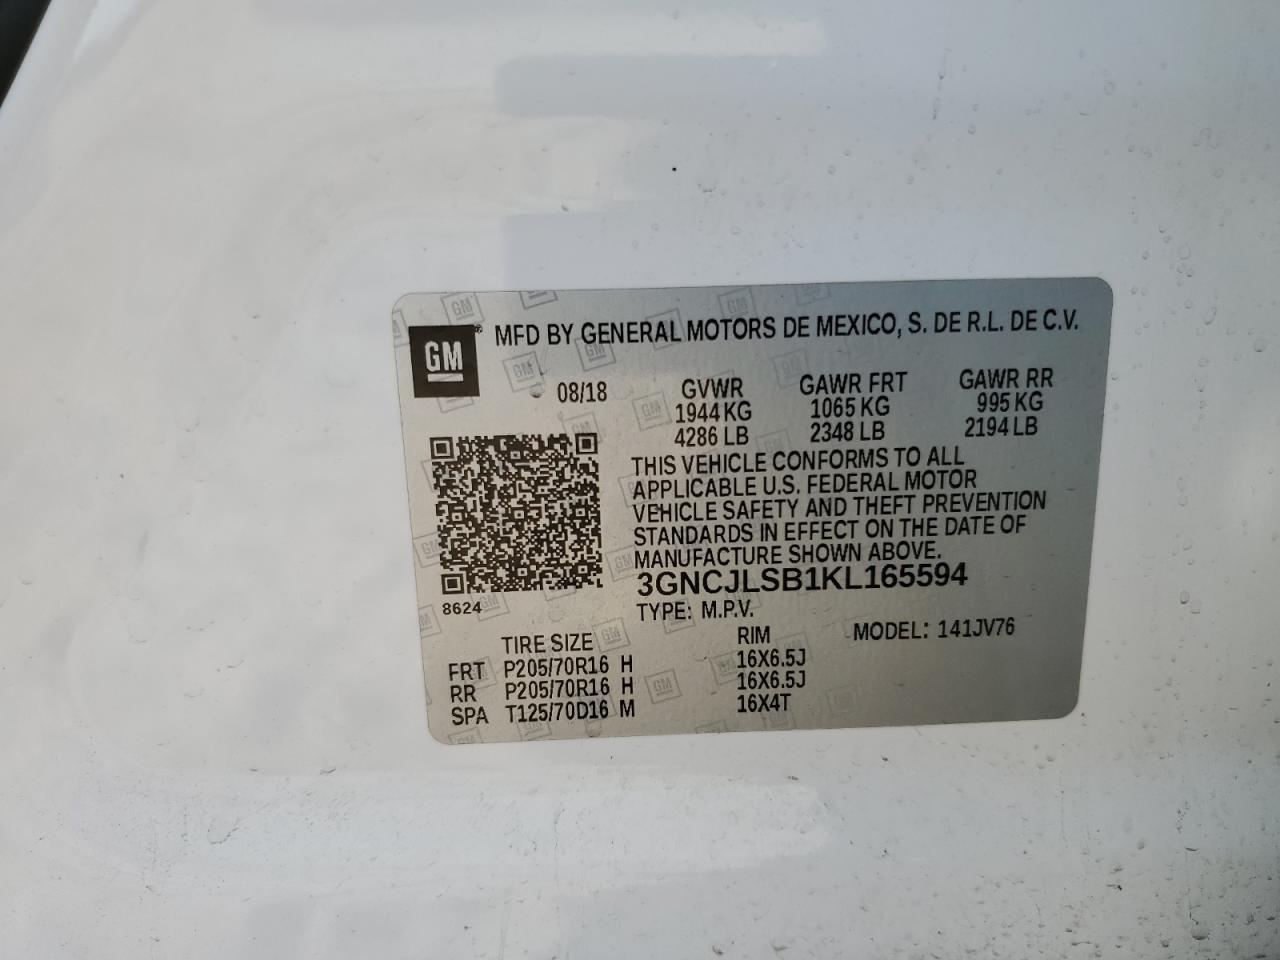 GM® MFD BY GENERAL MOTORS DE MEXICO, S. DE R.L. DE C.V.
08/18 GVWR GAWR FRT GAWR RR
1944 KG 1065 KG 995 KG
4286 LB 2348 LB 2194 LB
THIS VEHICLE CONFORMS TO ALL
APPLICABLE U.S. FEDERAL MOTOR
VEHICLE SAFETY AND THEFT PREVENTION
STANDARDS IN EFFECT ON THE DATE OF
MANUFACTURE SHOWN ABOVE.
3GNCJLSB1KL165594
8624
TYPE: M.P.V.
TIRE SIZE RIM MODEL: 141JV76
FRT P205/70R16 H 16X6.5J
RR P205/70R16 H 16X6.5J
SPA T125/70D16 M 16X4T